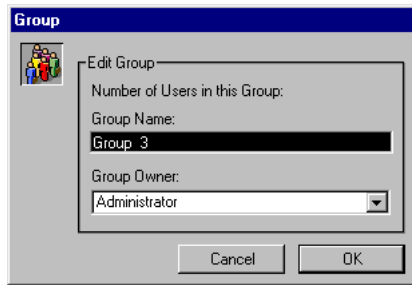 Group
Edit Group
Number of Users in this Group:
Group Name:
Group 3
Group Owner:
Administrator
Cancel
OK